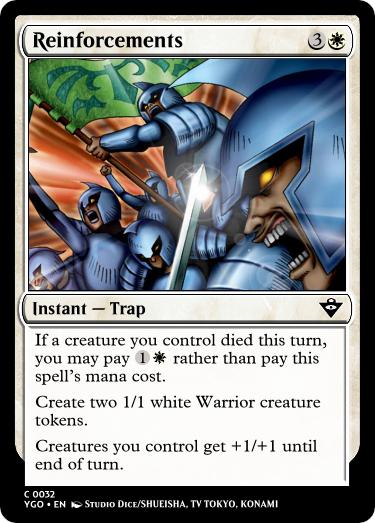 Reinforcements 3
Instant — Trap
If a creature you control died this turn,
you may pay 1 rather than pay this
spell's mana cost.
Create two 1/1 white Warrior creature
tokens.
Creatures you control get +1/+1 until
end of turn.
C 0032
YGO • EN Studio Dice/SHUEISHA, TV TOKYO, KONAMI